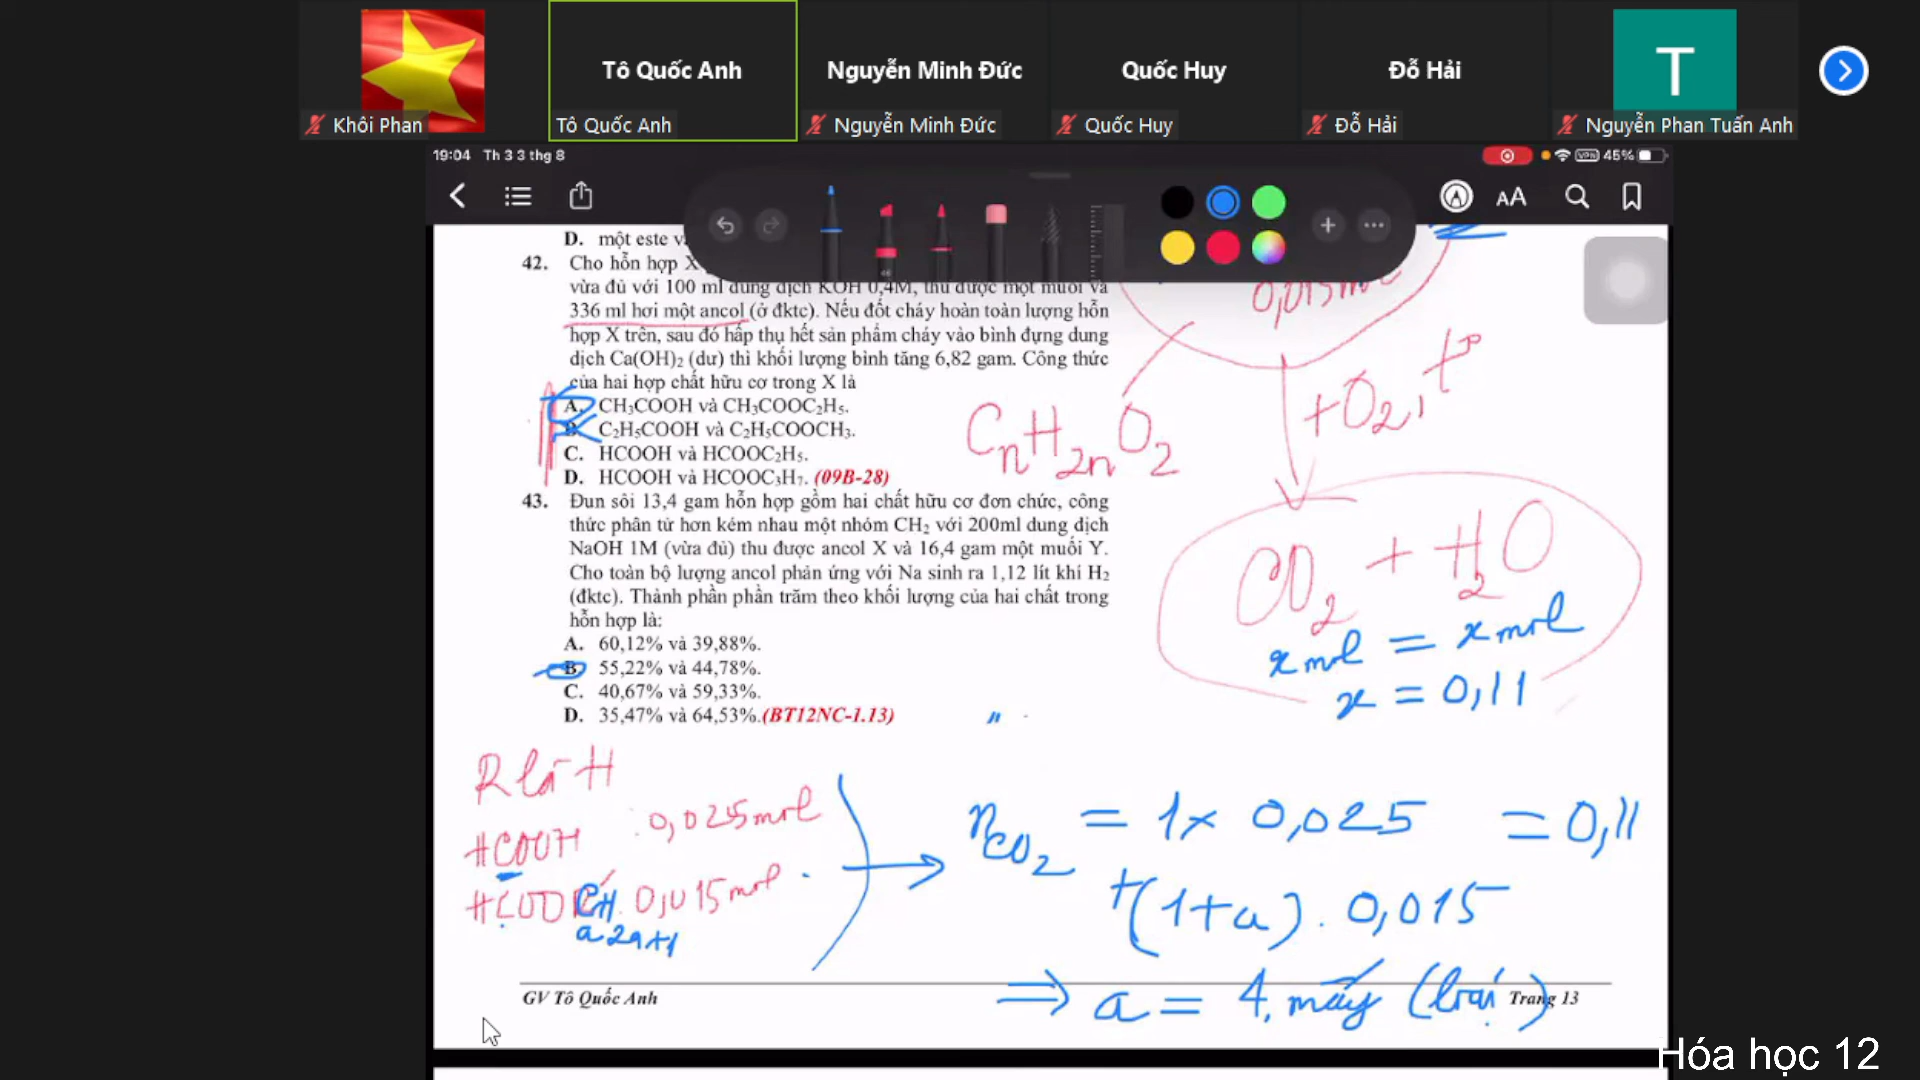 Tô Quốc Anh
Nguyễn Minh Đức
Quốc Huy
Đỗ Hải
T
Khôi Phan
Tô Quốc Anh
Nguyễn Minh Đức
Quốc Huy
Đỗ Hải
Nguyễn Phan Tuấn Anh
19:04 Th 3 3 thg 8
VPN 45%
AA
D. một este v
42. Cho hỗn hợp X
vừa đủ với 100 ml dung dịch KOH 0,4M, thu được một muối và
336 ml hơi một ancol (ở đktc). Nếu đốt cháy hoàn toàn lượng hỗn
hợp X trên, sau đó hấp thụ hết sản phẩm cháy vào bình đựng dung
dịch Ca(OH)₂ (dư) thì khối lượng bình tăng 6,82 gam. Công thức
của hai hợp chất hữu cơ trong X là
A. CH₃COOH và CH₃COOC₂H₅.
B. C₂H₅COOH và C₂H₅COOCH₃.
C. HCOOH và HCOOC₂H₅.
D. HCOOH và HCOOC₃H₇. (09B-28)
43. Đun sôi 13,4 gam hỗn hợp gồm hai chất hữu cơ đơn chức, công
thức phân tử hơn kém nhau một nhóm CH₂ với 200ml dung dịch
NaOH 1M (vừa đủ) thu được ancol X và 16,4 gam một muối Y.
Cho toàn bộ lượng ancol phản ứng với Na sinh ra 1,12 lít khí H₂
(đktc). Thành phần phần trăm theo khối lượng của hai chất trong
hỗn hợp là:
A. 60,12% và 39,88%.
B. 55,22% và 44,78%.
C. 40,67% và 59,33%.
D. 35,47% và 64,53%.(BT12NC-1.13)
0,015
CnH2nO2
+O2, t°
CO2 + H2O
x mol = x mol
x = 0,11
R là H
HCOOH : 0,025 mol
HCOO CaH2a+1 0,015 mol
nCO2 = 1 x 0,025 = 0,11
+(1+a). 0,015
⇒ a = 4, mấy (loại)
GV Tô Quốc Anh
Trang 13
Hóa học 12